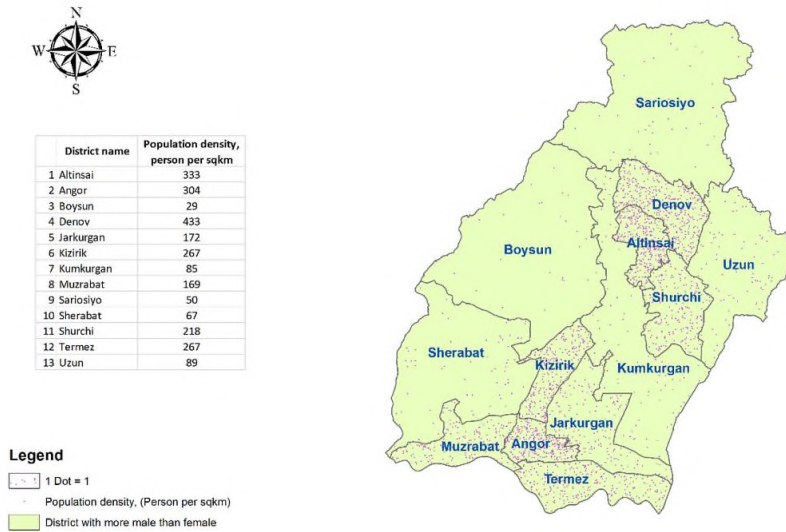 N
W E
S
District name Population density, person per sqkm
1 Altinsai 333
2 Angor 304
3 Boysun 29
4 Denov 433
5 Jarkurgan 172
6 Kizirik 267
7 Kumkurgan 85
8 Muzrabat 169
9 Sariosiyo 50
10 Sherabat 67
11 Shurchi 218
12 Termez 267
13 Uzun 89
Sariosiyo
Denov
Altinsai
Boysun
Uzun
Shurchi
Sherabat
Kizirik
Kumkurgan
Jarkurgan
Muzrabat
Angor
Termez
Legend
1 Dot = 1
Population density, (Person per sqkm)
District with more male than female